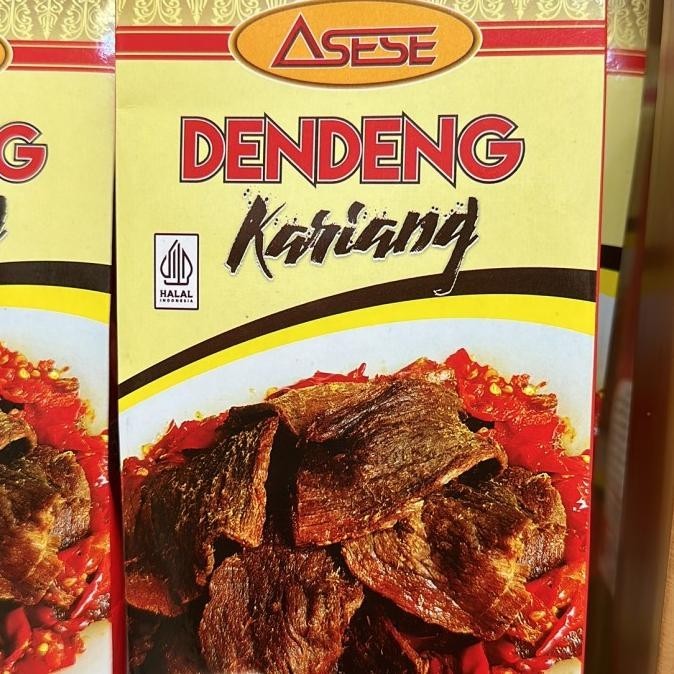 ASESE
DENDENG
Kariang
HALAL
INDONESIA
G